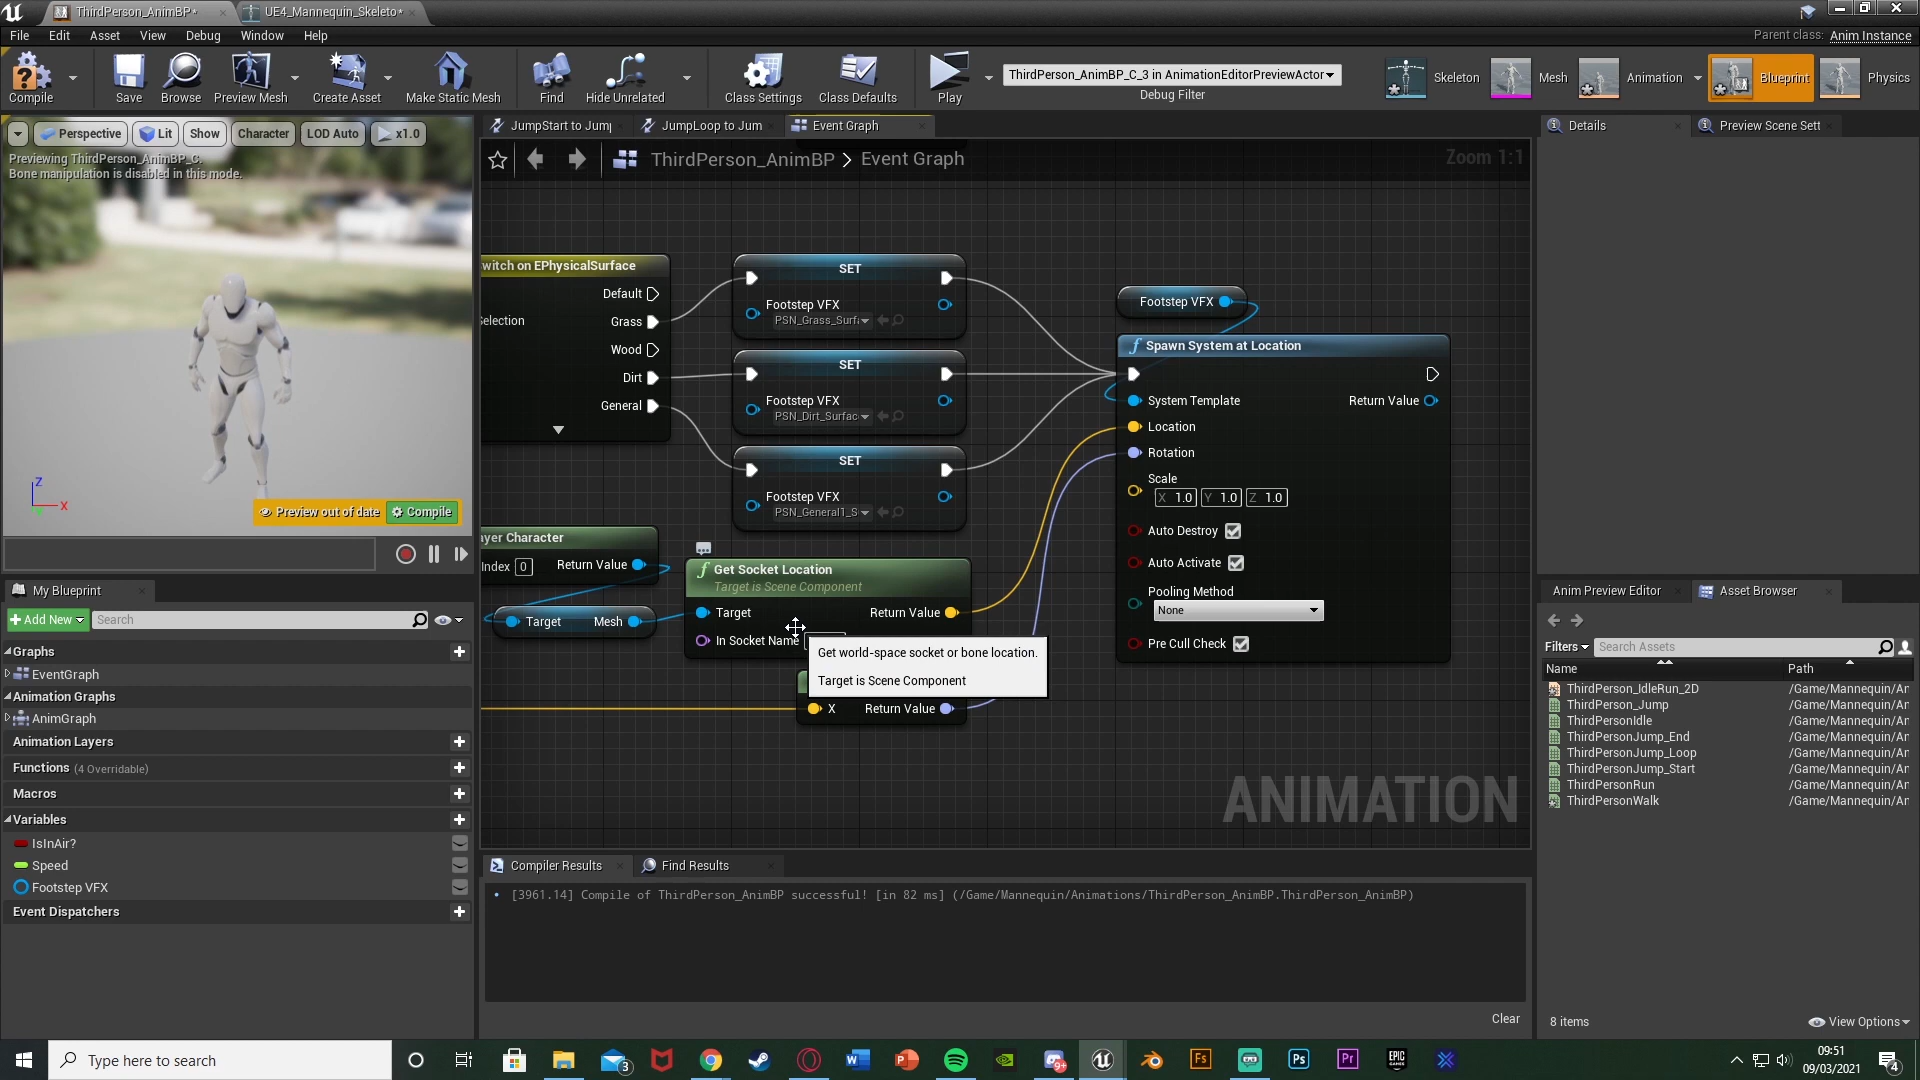 ThirdPerson_AnimBP*
UE4_Mannequin_Skeleto*
File Edit Asset View Debug Window Help
Parent class: Anim Instance
Compile
Save
Browse
Preview Mesh
Create Asset
Make Static Mesh
Find
Hide Unrelated
Class Settings
Class Defaults
Play
ThirdPerson_AnimBP_C_3 in AnimationEditorPreviewActor
Debug Filter
Skeleton
Mesh
Animation
Blueprint
Physics
Perspective Lit Show Character LOD Auto x1.0
Previewing ThirdPerson_AnimBP_C.
Bone manipulation is disabled in this mode.
Z
X
Preview out of date Compile
JumpStart to Jump
JumpLoop to Jum
Event Graph
ThirdPerson_AnimBP > Event Graph
Zoom 1:1
witch on EPhysicalSurface
Default
Selection
Grass
Wood
Dirt
General
SET
Footstep VFX
PSN_Grass_Surfa
SET
Footstep VFX
PSN_Dirt_Surfac
SET
Footstep VFX
PSN_General1_S
Footstep VFX
Spawn System at Location
System Template
Return Value
Location
Rotation
Scale
X 1.0 Y 1.0 Z 1.0
Auto Destroy
Auto Activate
Pooling Method
None
Pre Cull Check
ayer Character
Index 0
Return Value
Target Mesh
Get Socket Location
Target is Scene Component
Target
Return Value
In Socket Name
Get world-space socket or bone location.
Target is Scene Component
X Return Value
ANIMATION
My Blueprint
Add New
Search
Graphs
EventGraph
Animation Graphs
AnimGraph
Animation Layers
Functions (4 Overridable)
Macros
Variables
IsInAir?
Speed
Footstep VFX
Event Dispatchers
Compiler Results
Find Results
[3961.14] Compile of ThirdPerson_AnimBP successful! [in 82 ms] (/Game/Mannequin/Animations/ThirdPerson_AnimBP.ThirdPerson_AnimBP)
Clear
Details
Preview Scene Sett
Anim Preview Editor
Asset Browser
Filters
Search Assets
Name Path
ThirdPerson_IdleRun_2D /Game/Mannequin/An
ThirdPerson_Jump /Game/Mannequin/An
ThirdPersonIdle /Game/Mannequin/An
ThirdPersonJump_End /Game/Mannequin/An
ThirdPersonJump_Loop /Game/Mannequin/An
ThirdPersonJump_Start /Game/Mannequin/An
ThirdPersonRun /Game/Mannequin/An
ThirdPersonWalk /Game/Mannequin/An
8 items
View Options
Type here to search
3
9+
Fs
Ps
Pr
EPIC GAMES
09:51
09/03/2021
4